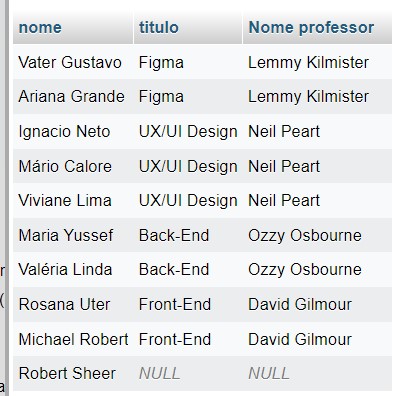 nome titulo Nome professor
Vater Gustavo Figma Lemmy Kilmister
Ariana Grande Figma Lemmy Kilmister
Ignacio Neto UX/UI Design Neil Peart
Mário Calore UX/UI Design Neil Peart
Viviane Lima UX/UI Design Neil Peart
Maria Yussef Back-End Ozzy Osbourne
Valéria Linda Back-End Ozzy Osbourne
Rosana Uter Front-End David Gilmour
Michael Robert Front-End David Gilmour
Robert Sheer NULL NULL